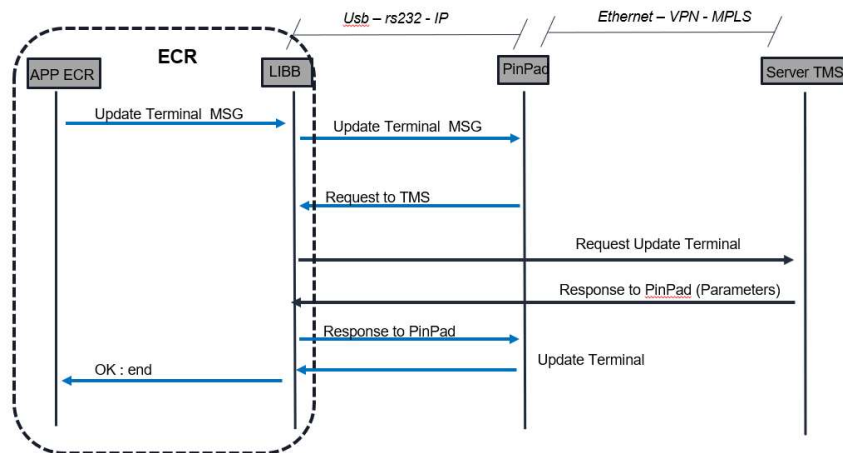 Usb – rs232 - IP
Ethernet – VPN - MPLS
ECR
APP ECR
LIBB
PinPad
Server TMS
Update Terminal MSG
Update Terminal MSG
Request to TMS
Request Update Terminal
Response to PinPad (Parameters)
Response to PinPad
Update Terminal
OK : end